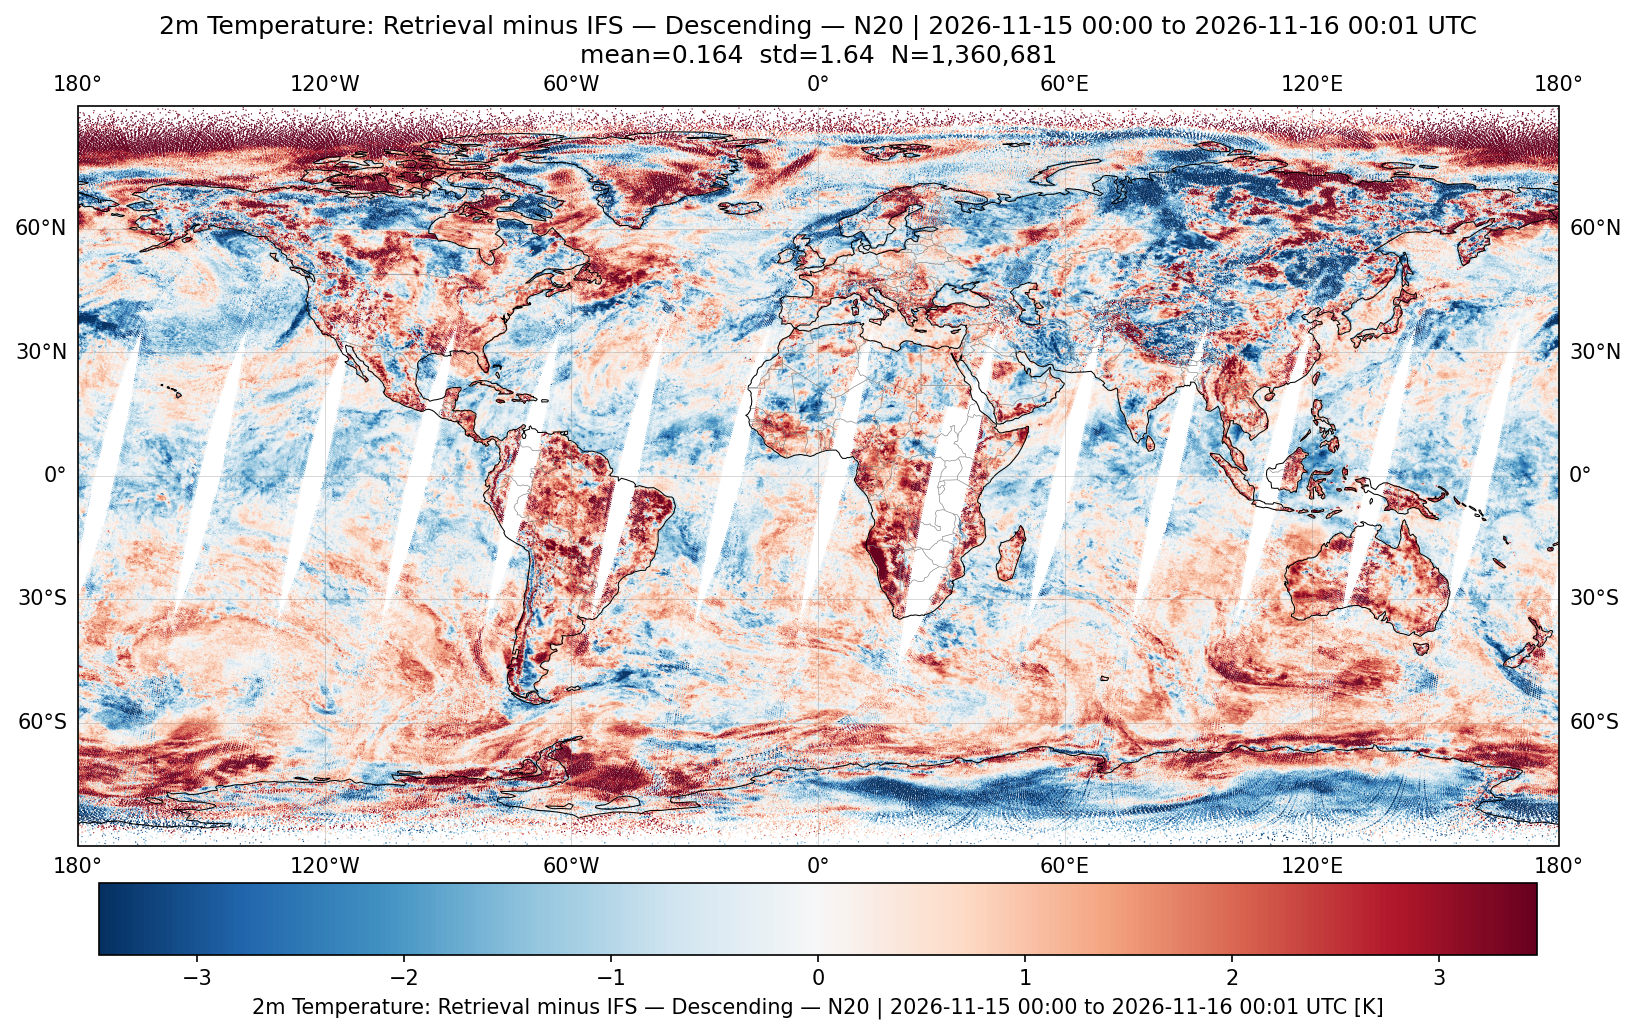 2m Temperature: Retrieval minus IFS — Descending — N20 | 2026-11-15 00:00 to 2026-11-16 00:01 UTC
mean=0.164  std=1.64  N=1,360,681
180° 120°W 60°W 0° 60°E 120°E 180°
60°N 60°N
30°N 30°N
0° 0°
30°S 30°S
60°S 60°S
180° 120°W 60°W 0° 60°E 120°E 180°
−3 −2 −1 0 1 2 3
2m Temperature: Retrieval minus IFS — Descending — N20 | 2026-11-15 00:00 to 2026-11-16 00:01 UTC [K]